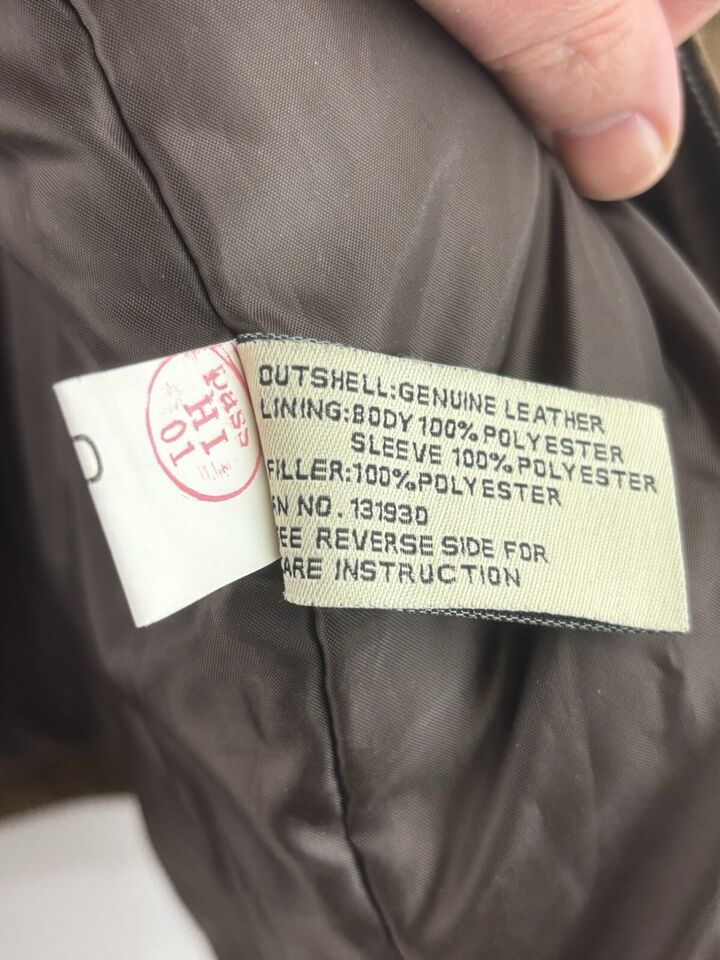 OUTSHELL:GENUINE LEATHER
LINING:BODY 100% POLYESTER
SLEEVE 100% POLYESTER
FILLER:100% POLYESTER
RN NO. 131930
EE REVERSE SIDE FOR
ARE INSTRUCTION
Pass
HI
10